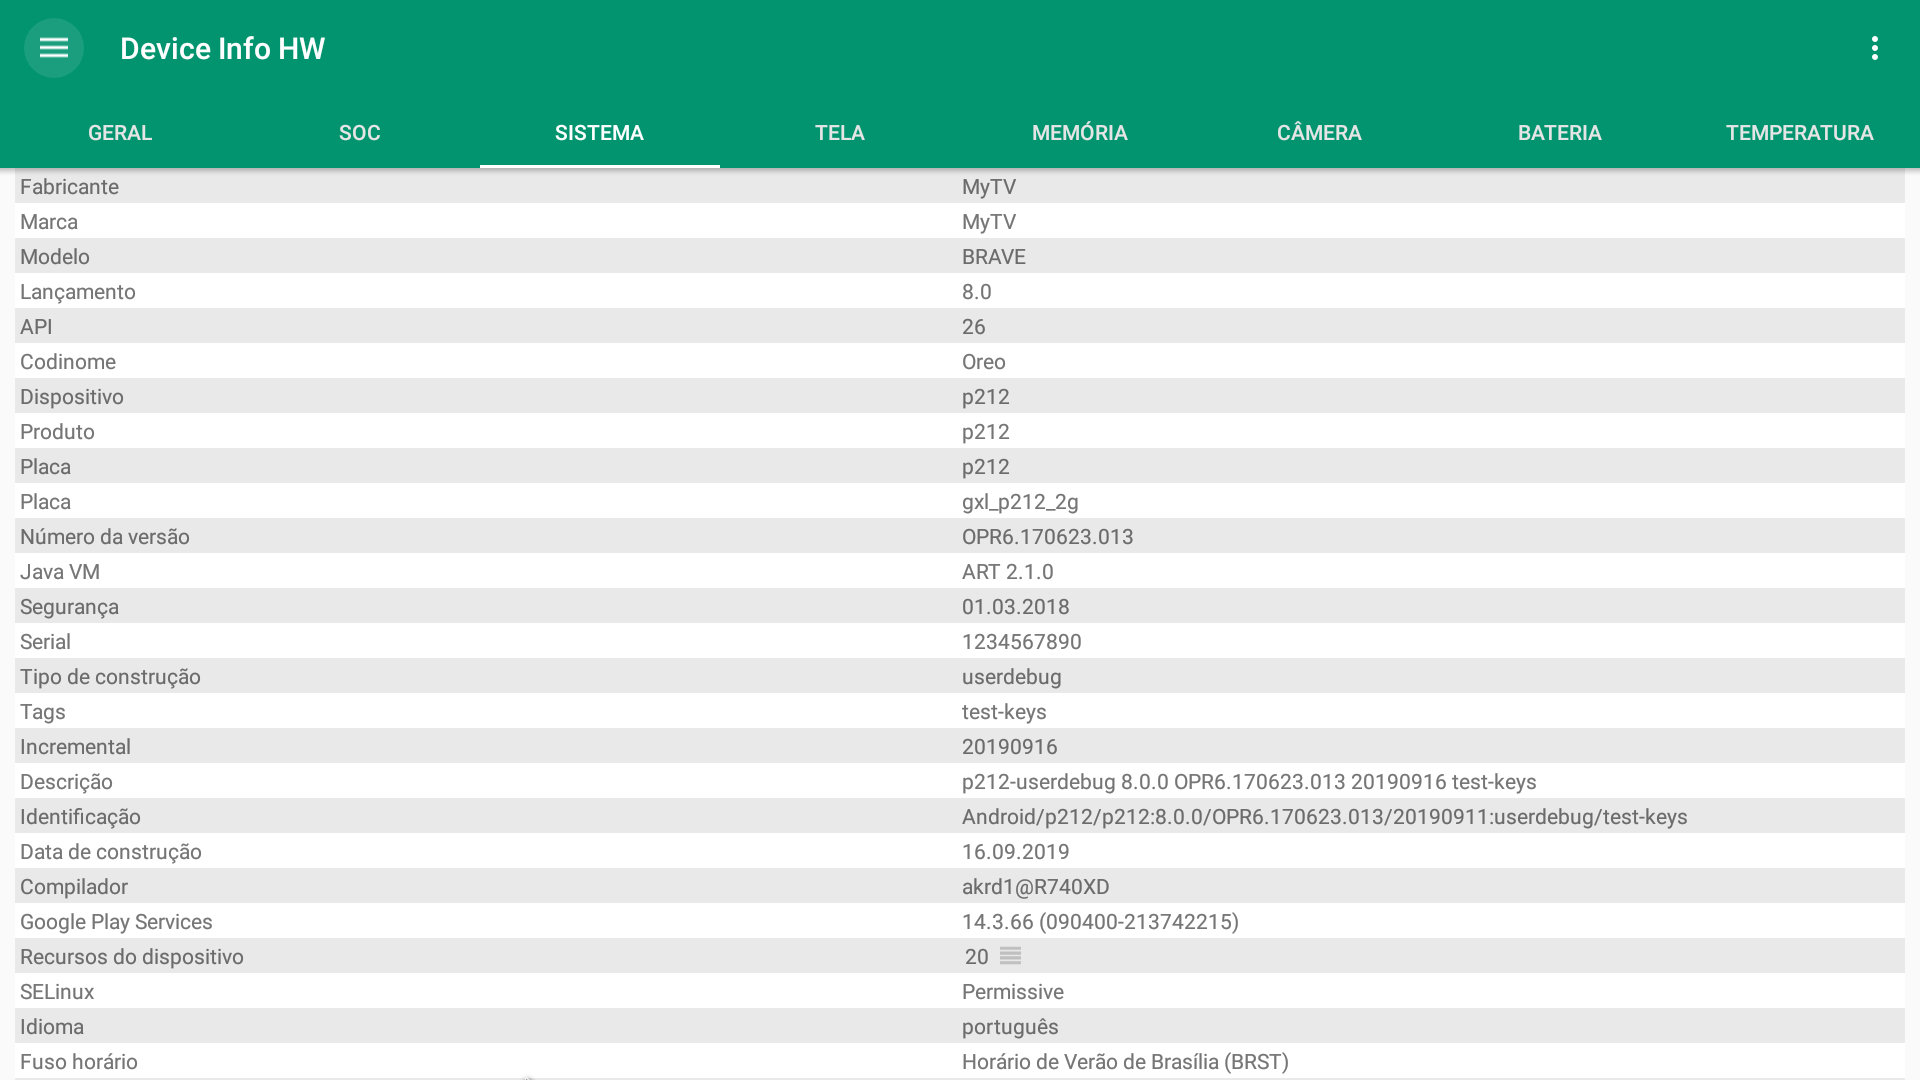 Device Info HW
GERAL SOC SISTEMA TELA MEMÓRIA CÂMERA BATERIA TEMPERATURA
Fabricante MyTV
Marca MyTV
Modelo BRAVE
Lançamento 8.0
API 26
Codinome Oreo
Dispositivo p212
Produto p212
Placa p212
Placa gxl_p212_2g
Número da versão OPR6.170623.013
Java VM ART 2.1.0
Segurança 01.03.2018
Serial 1234567890
Tipo de construção userdebug
Tags test-keys
Incremental 20190916
Descrição p212-userdebug 8.0.0 OPR6.170623.013 20190916 test-keys
Identificação Android/p212/p212:8.0.0/OPR6.170623.013/20190911:userdebug/test-keys
Data de construção 16.09.2019
Compilador akrd1@R740XD
Google Play Services 14.3.66 (090400-213742215)
Recursos do dispositivo 20
SELinux Permissive
Idioma português
Fuso horário Horário de Verão de Brasília (BRST)